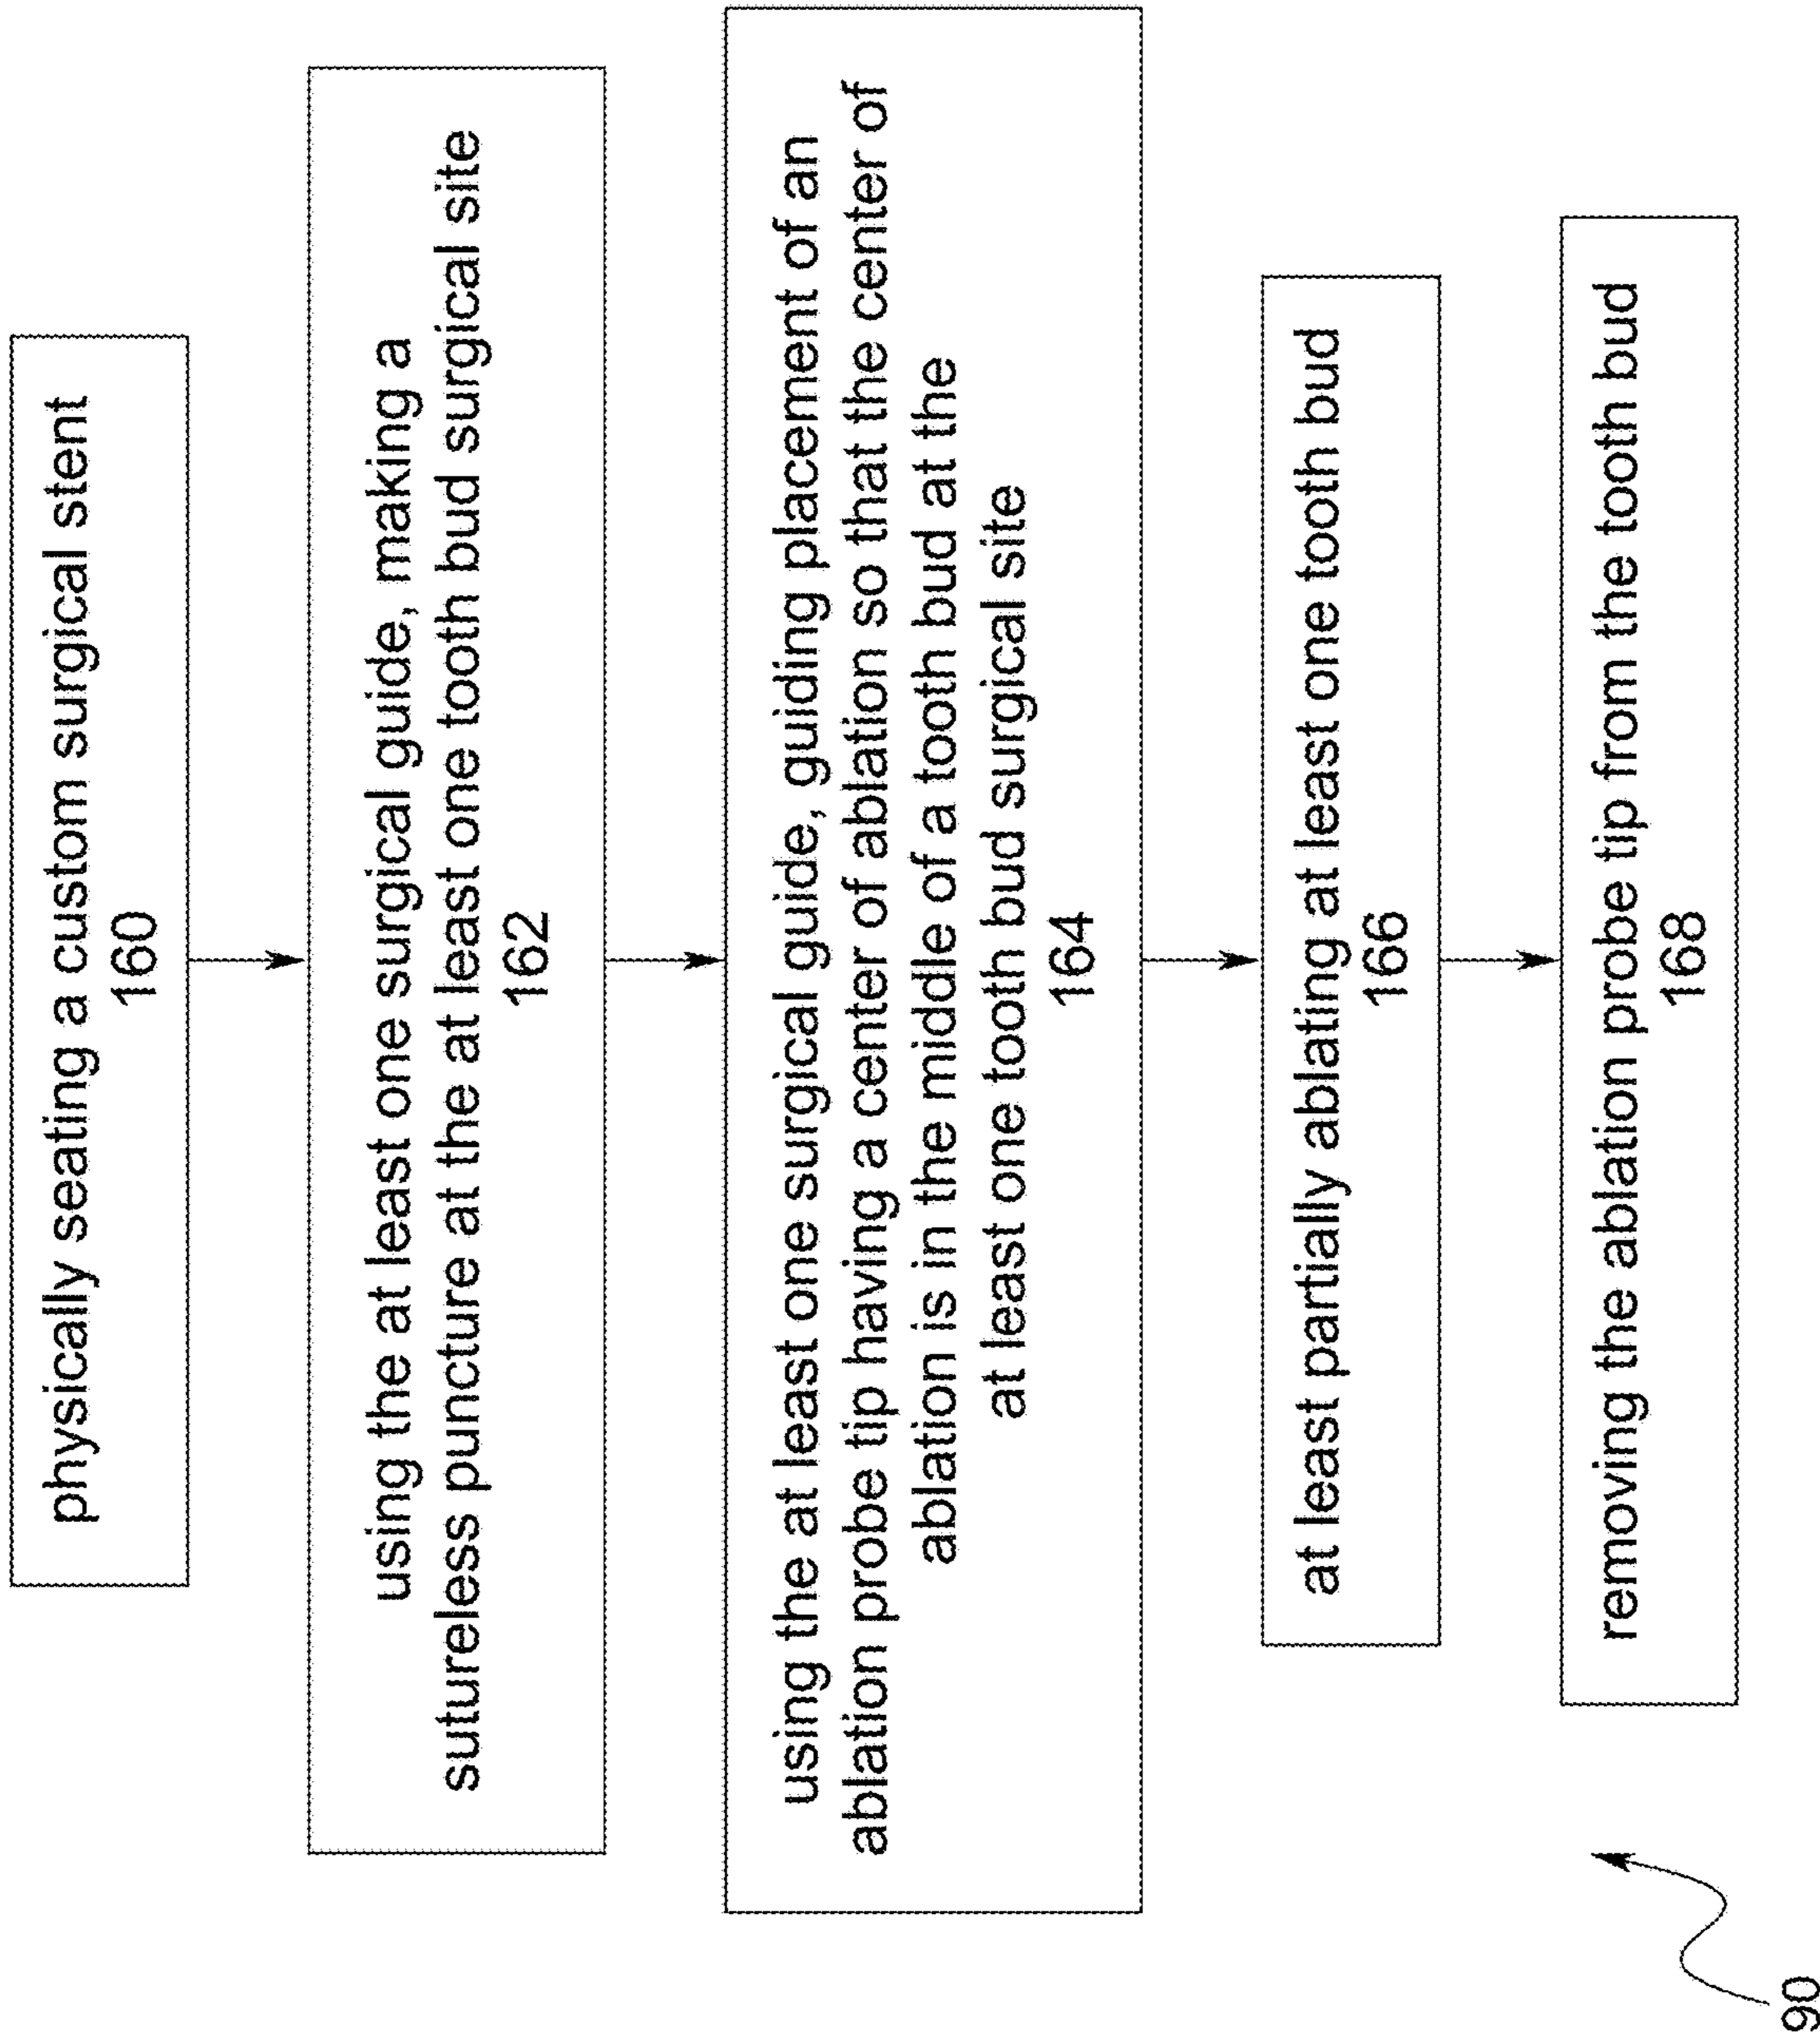 physically seating a custom surgical stent
160
using the at least one surgical guide, making a
sutureless puncture at the at least one tooth bud surgical site
162
using the at least one surgical guide, guiding placement of an
ablation probe tip having a center of ablation so that the center of
ablation is in the middle of a tooth bud at the
at least one tooth bud surgical site
164
at least partially ablating at least one tooth bud
166
removing the ablation probe tip from the tooth bud
168
90